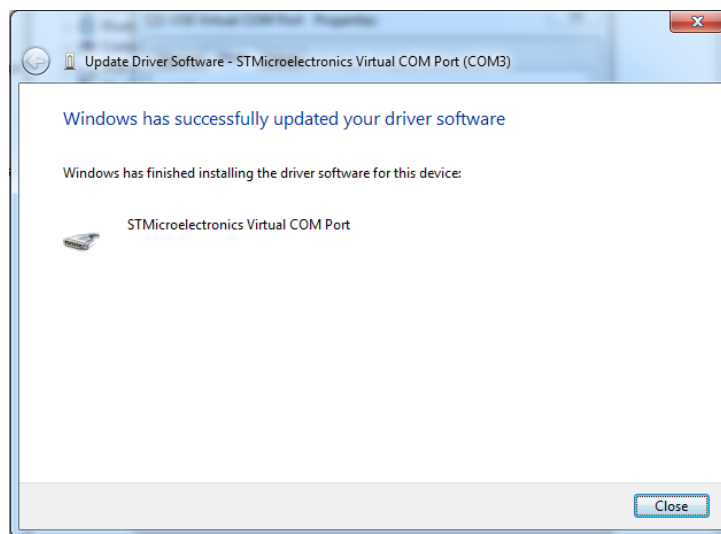 Update Driver Software - STMicroelectronics Virtual COM Port (COM3)
Windows has successfully updated your driver software
Windows has finished installing the driver software for this device:
STMicroelectronics Virtual COM Port
Close